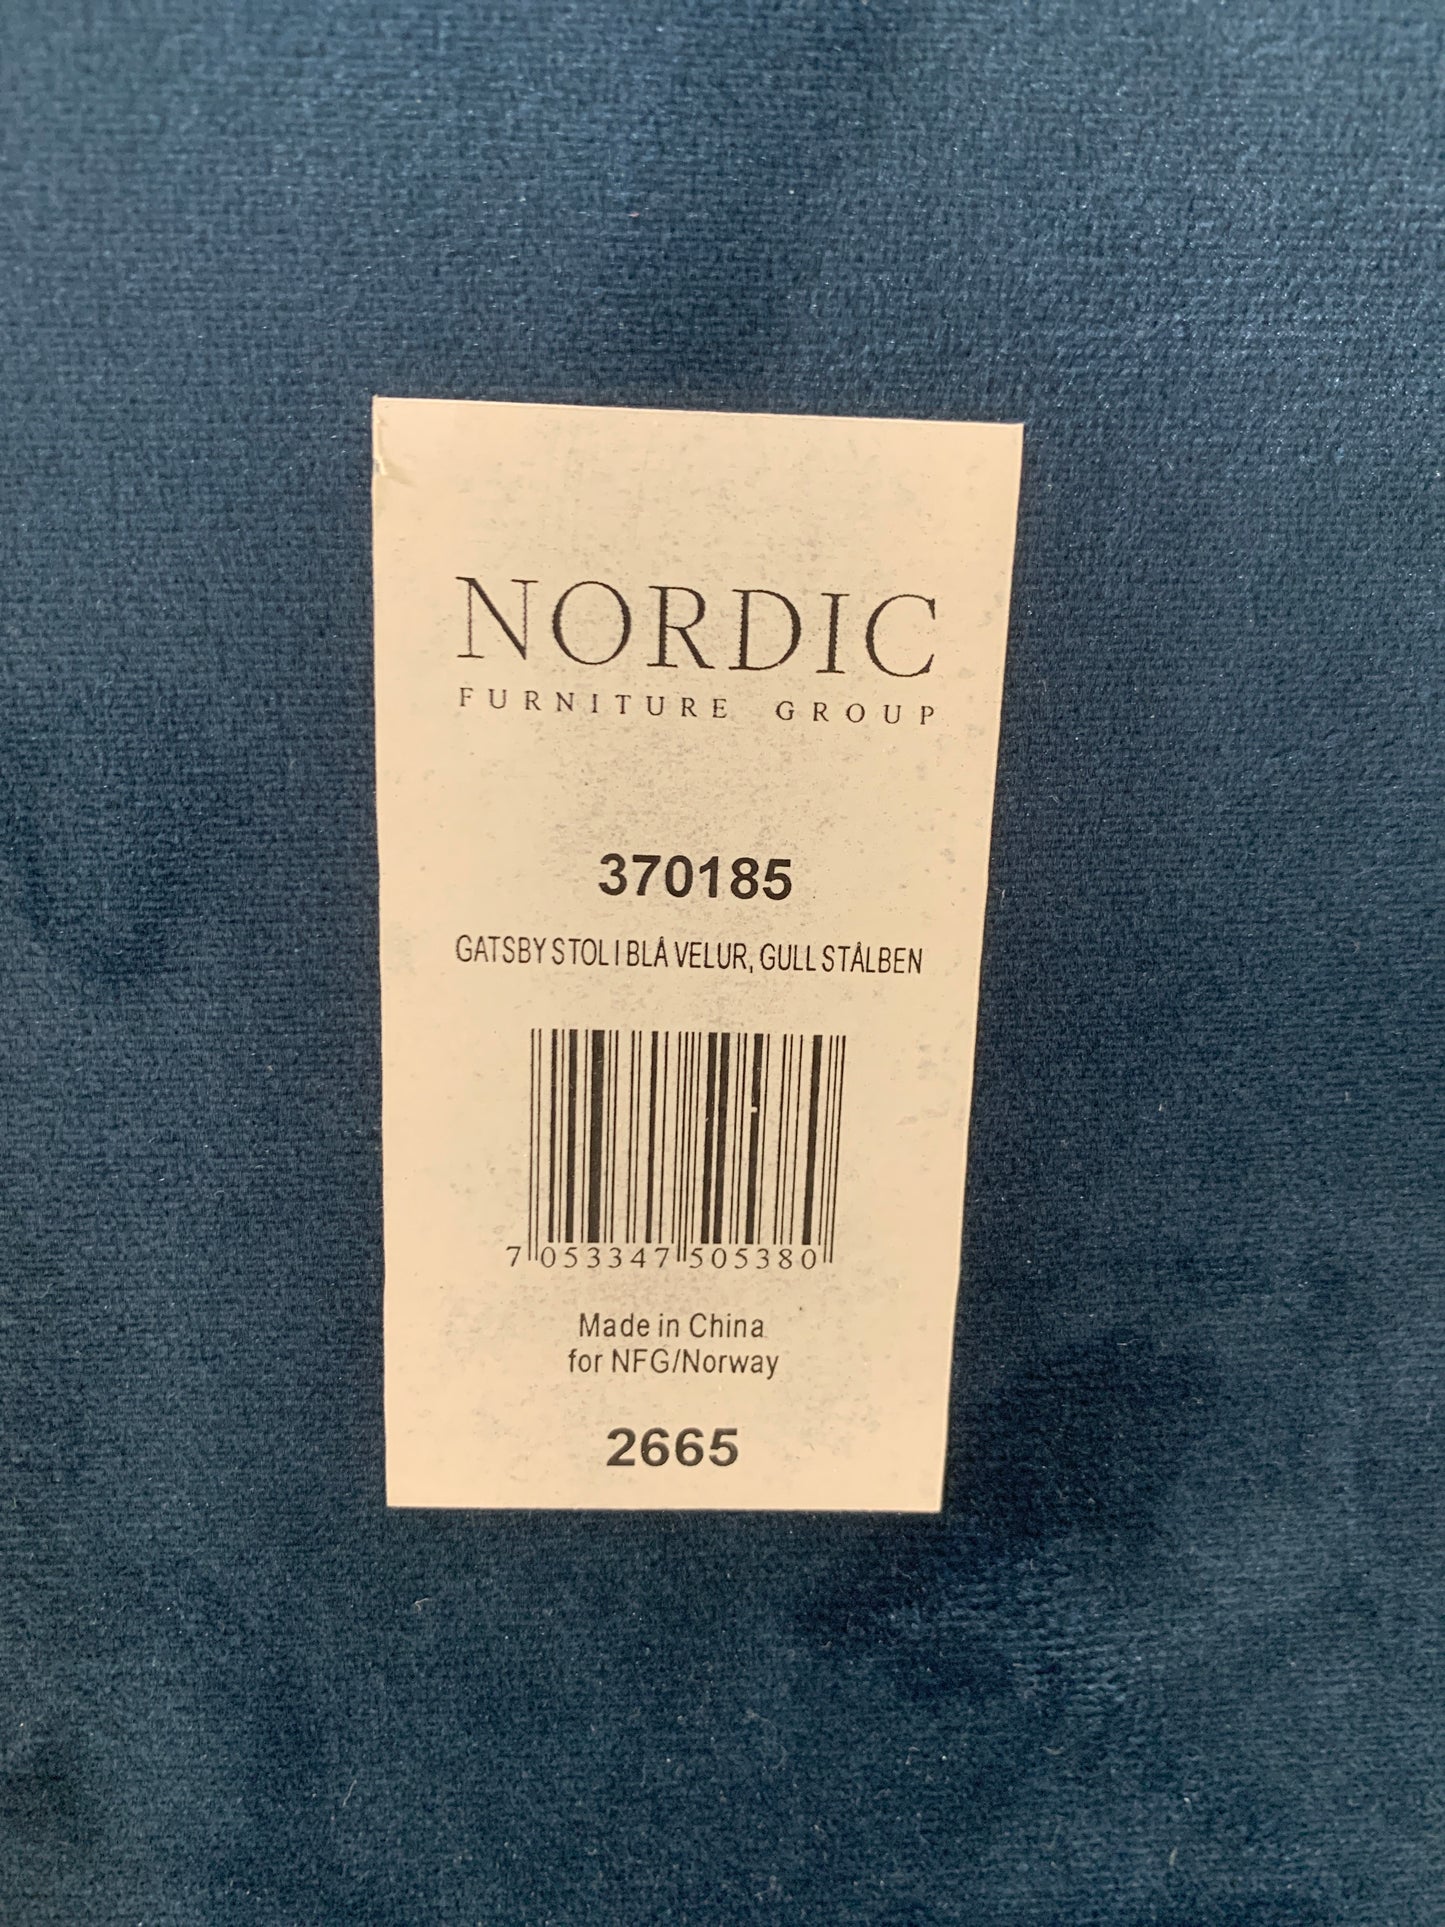 NORDIC
FURNITURE GROUP
370185
GATSBY STOL I BLÅ VELUR, GULL STÅLBEN
7 053347 505380
Made in China
for NFG/Norway
2665